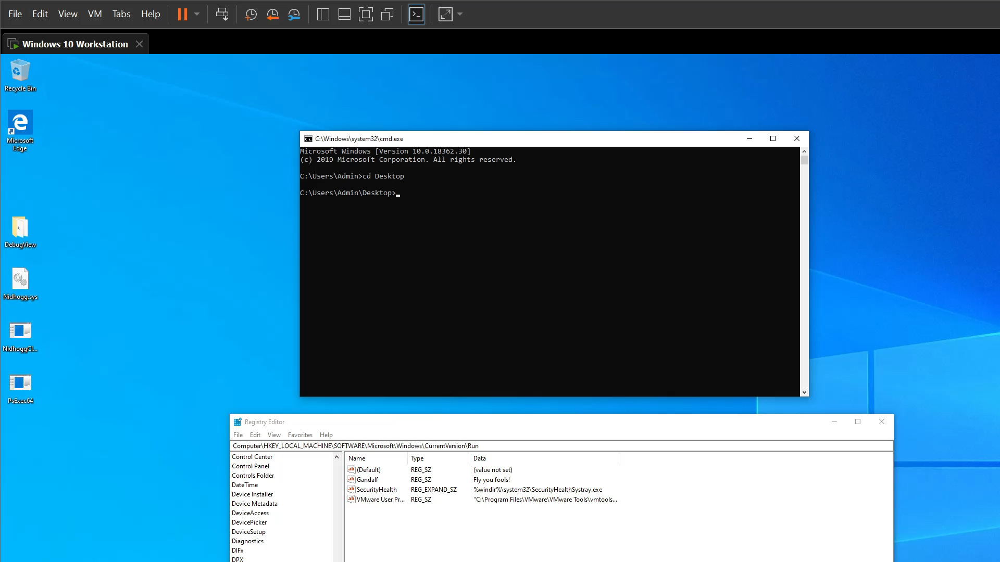 File Edit View VM Tabs Help
Windows 10 Workstation
Recycle Bin
Microsoft
Edge
DebugView
Nidhogg.sys
NidhoggCl...
PsExec64
C:\Windows\system32\cmd.exe
Microsoft Windows [Version 10.0.18362.30]
(c) 2019 Microsoft Corporation. All rights reserved.
C:\Users\Admin>cd Desktop
C:\Users\Admin\Desktop>
Registry Editor
File Edit View Favorites Help
Computer\HKEY_LOCAL_MACHINE\SOFTWARE\Microsoft\Windows\CurrentVersion\Run
Control Center
Control Panel
Controls Folder
DateTime
Device Installer
Device Metadata
DeviceAccess
DevicePicker
DeviceSetup
Diagnostics
DIFx
DPX
Name Type Data
(Default) REG_SZ (value not set)
Gandalf REG_SZ Fly you fools!
SecurityHealth REG_EXPAND_SZ %windir%\system32\SecurityHealthSystray.exe
VMware User Pr... REG_SZ "C:\Program Files\VMware\VMware Tools\vmtools...